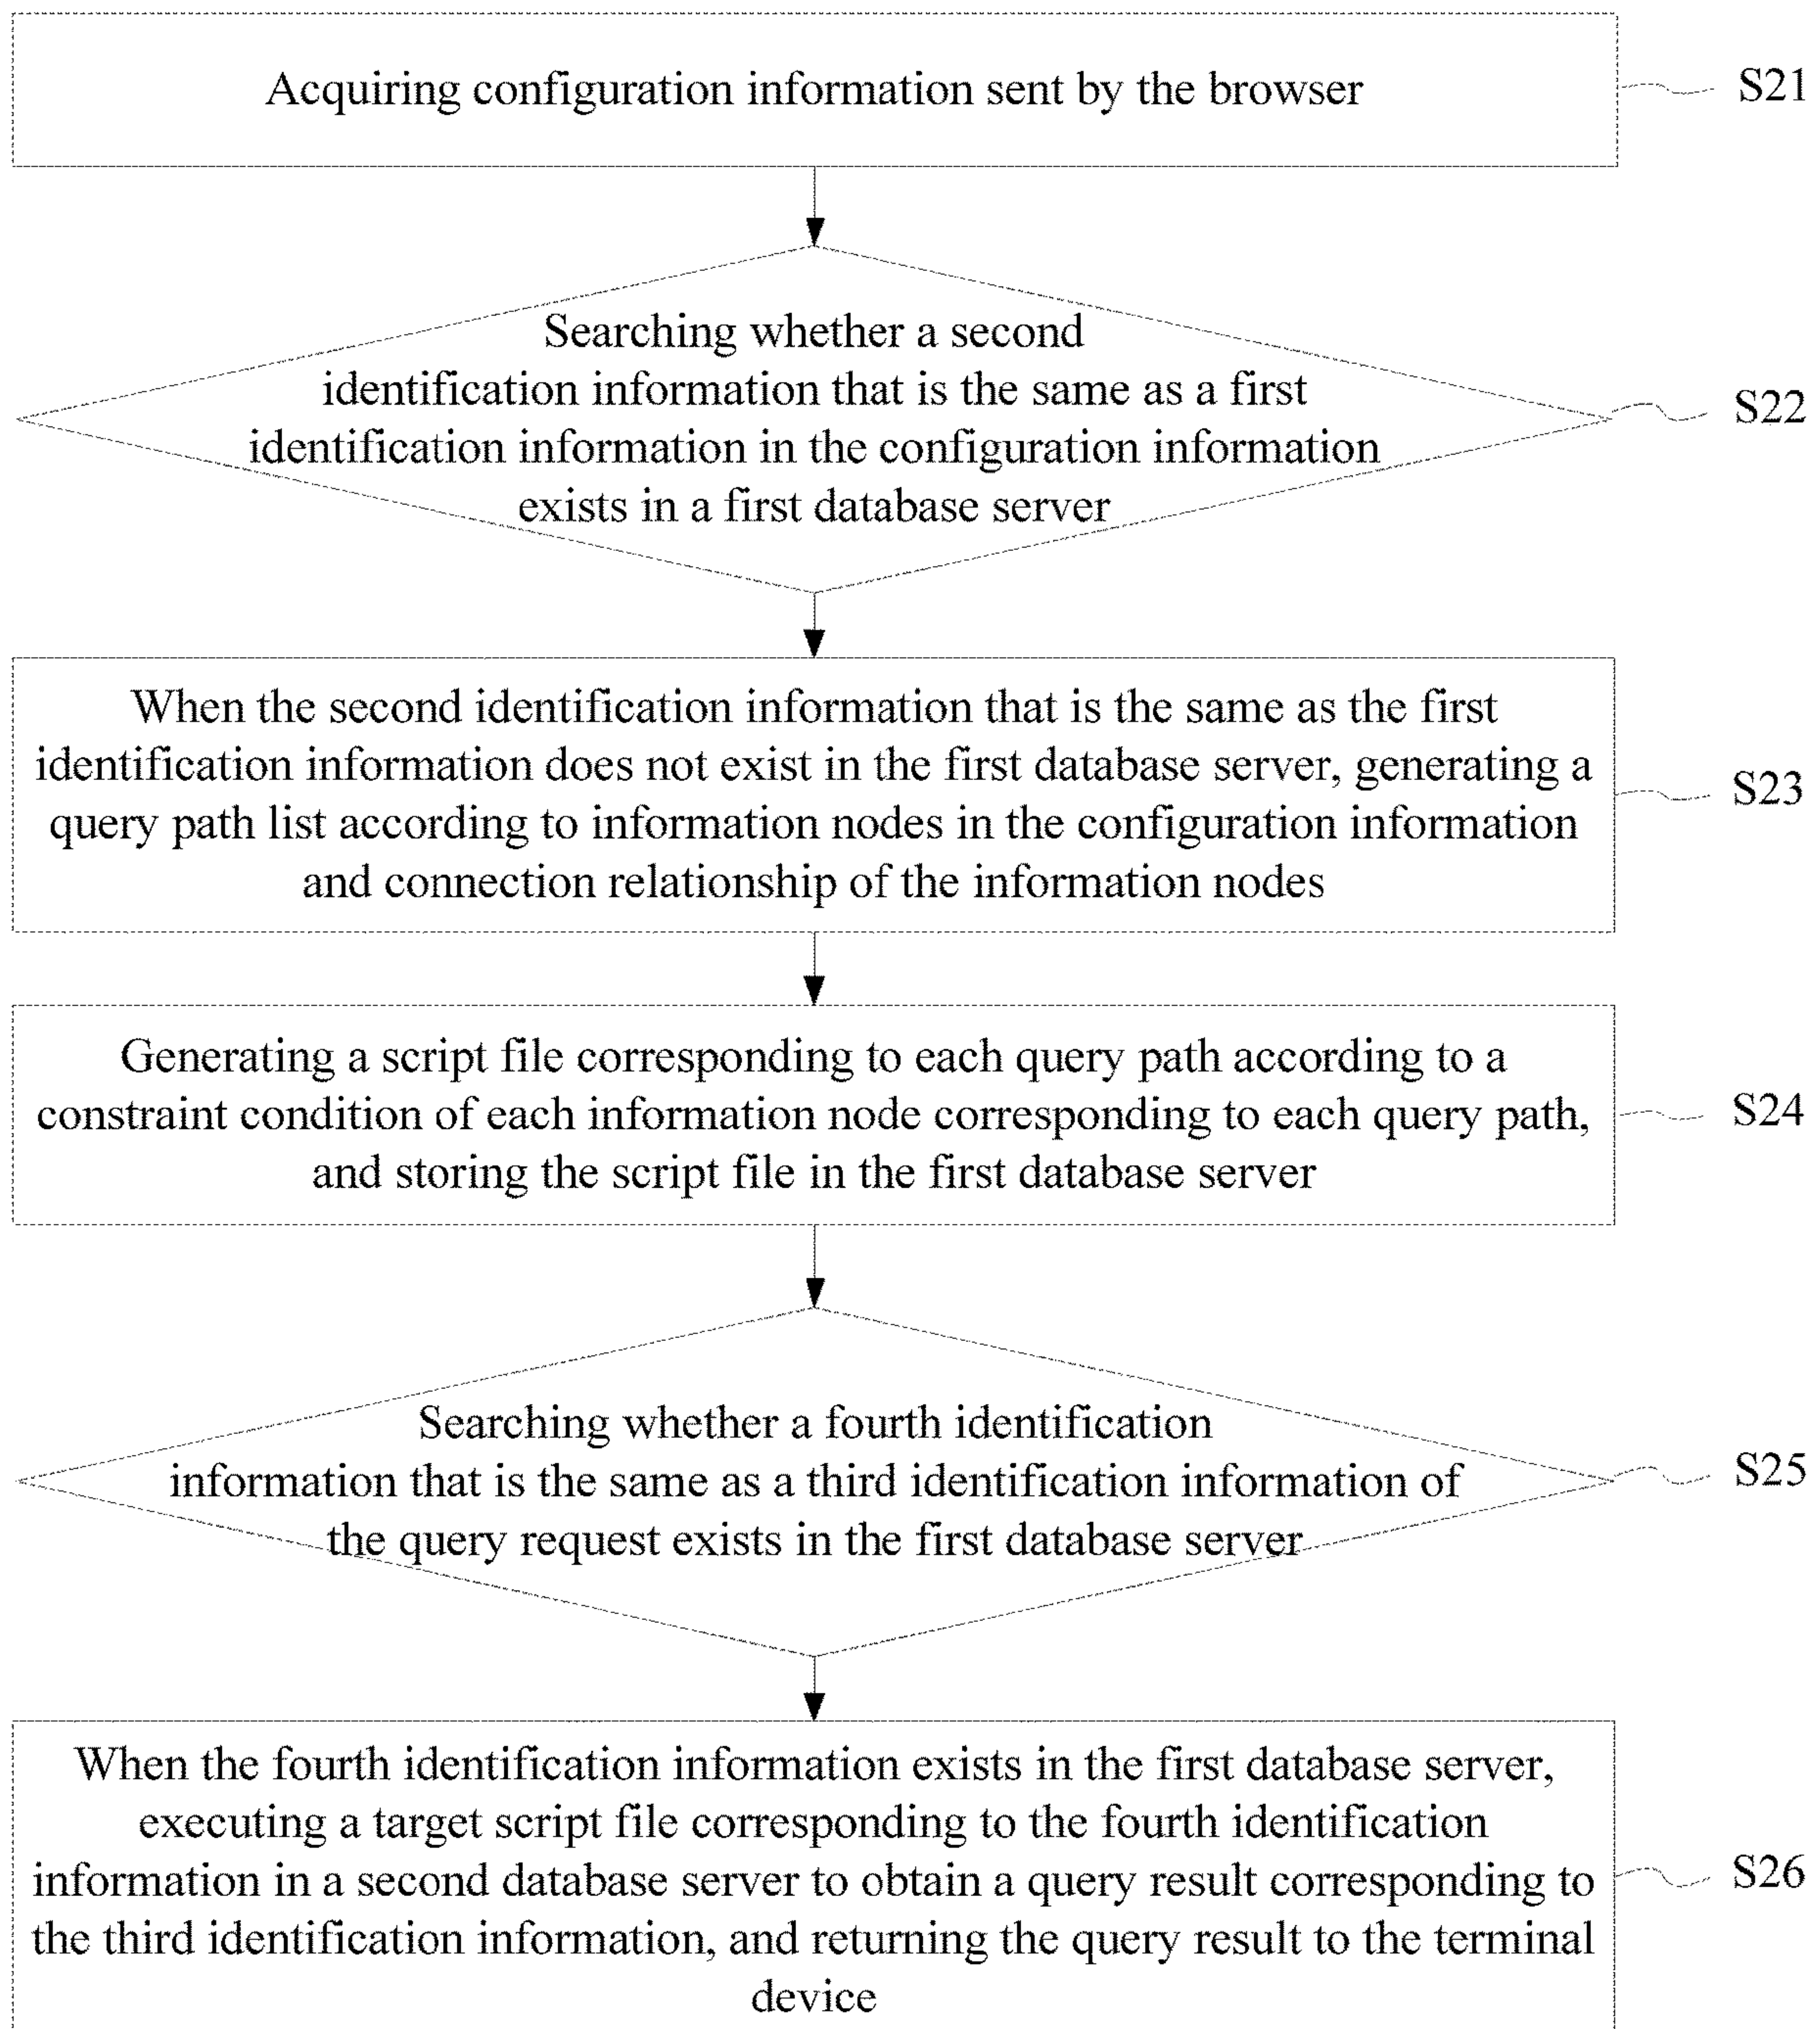 Acquiring configuration information sent by the browser
S21
Searching whether a second
identification information that is the same as a first
identification information in the configuration information
exists in a first database server
S22
When the second identification information that is the same as the first
identification information does not exist in the first database server, generating a
query path list according to information nodes in the configuration information
and connection relationship of the information nodes
S23
Generating a script file corresponding to each query path according to a
constraint condition of each information node corresponding to each query path,
and storing the script file in the first database server
S24
Searching whether a fourth identification
information that is the same as a third identification information of
the query request exists in the first database server
S25
When the fourth identification information exists in the first database server,
executing a target script file corresponding to the fourth identification
information in a second database server to obtain a query result corresponding to
the third identification information, and returning the query result to the terminal
device
S26